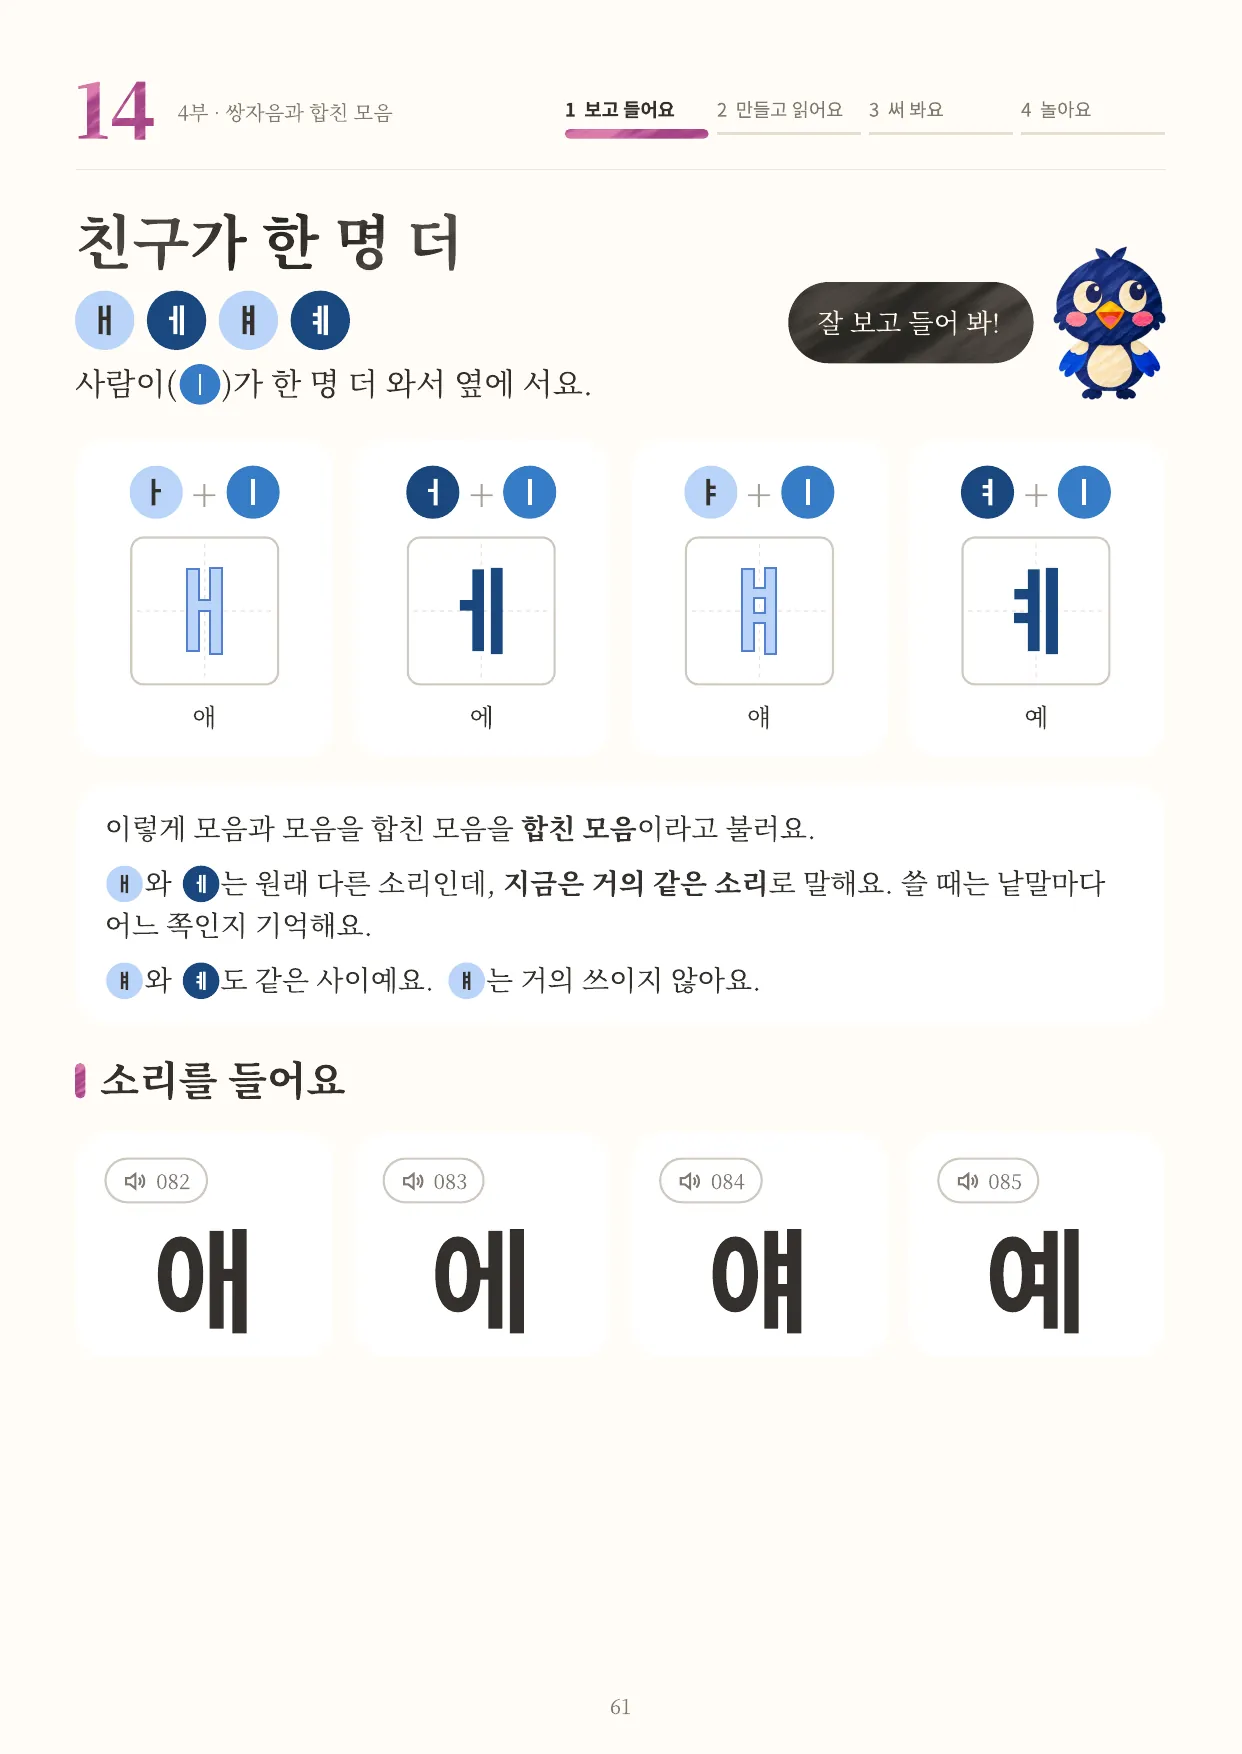 14
4부 · 쌍자음과 합친 모음
1 보고 들어요
2 만들고 읽어요
3 써 봐요
4 놀아요
친구가 한 명 더
ㅐ ㅔ ㅒ ㅖ
잘 보고 들어 봐!
사람이(ㅣ)가 한 명 더 와서 옆에 서요.
ㅏ + ㅣ
ㅐ
애
ㅓ + ㅣ
ㅔ
에
ㅑ + ㅣ
ㅒ
얘
ㅕ + ㅣ
ㅖ
예
이렇게 모음과 모음을 합친 모음을 합친 모음이라고 불러요.
ㅐ와 ㅔ는 원래 다른 소리인데, 지금은 거의 같은 소리로 말해요. 쓸 때는 낱말마다
어느 쪽인지 기억해요.
ㅒ와 ㅖ도 같은 사이예요. ㅒ는 거의 쓰이지 않아요.
소리를 들어요
082
애
083
에
084
얘
085
예
61